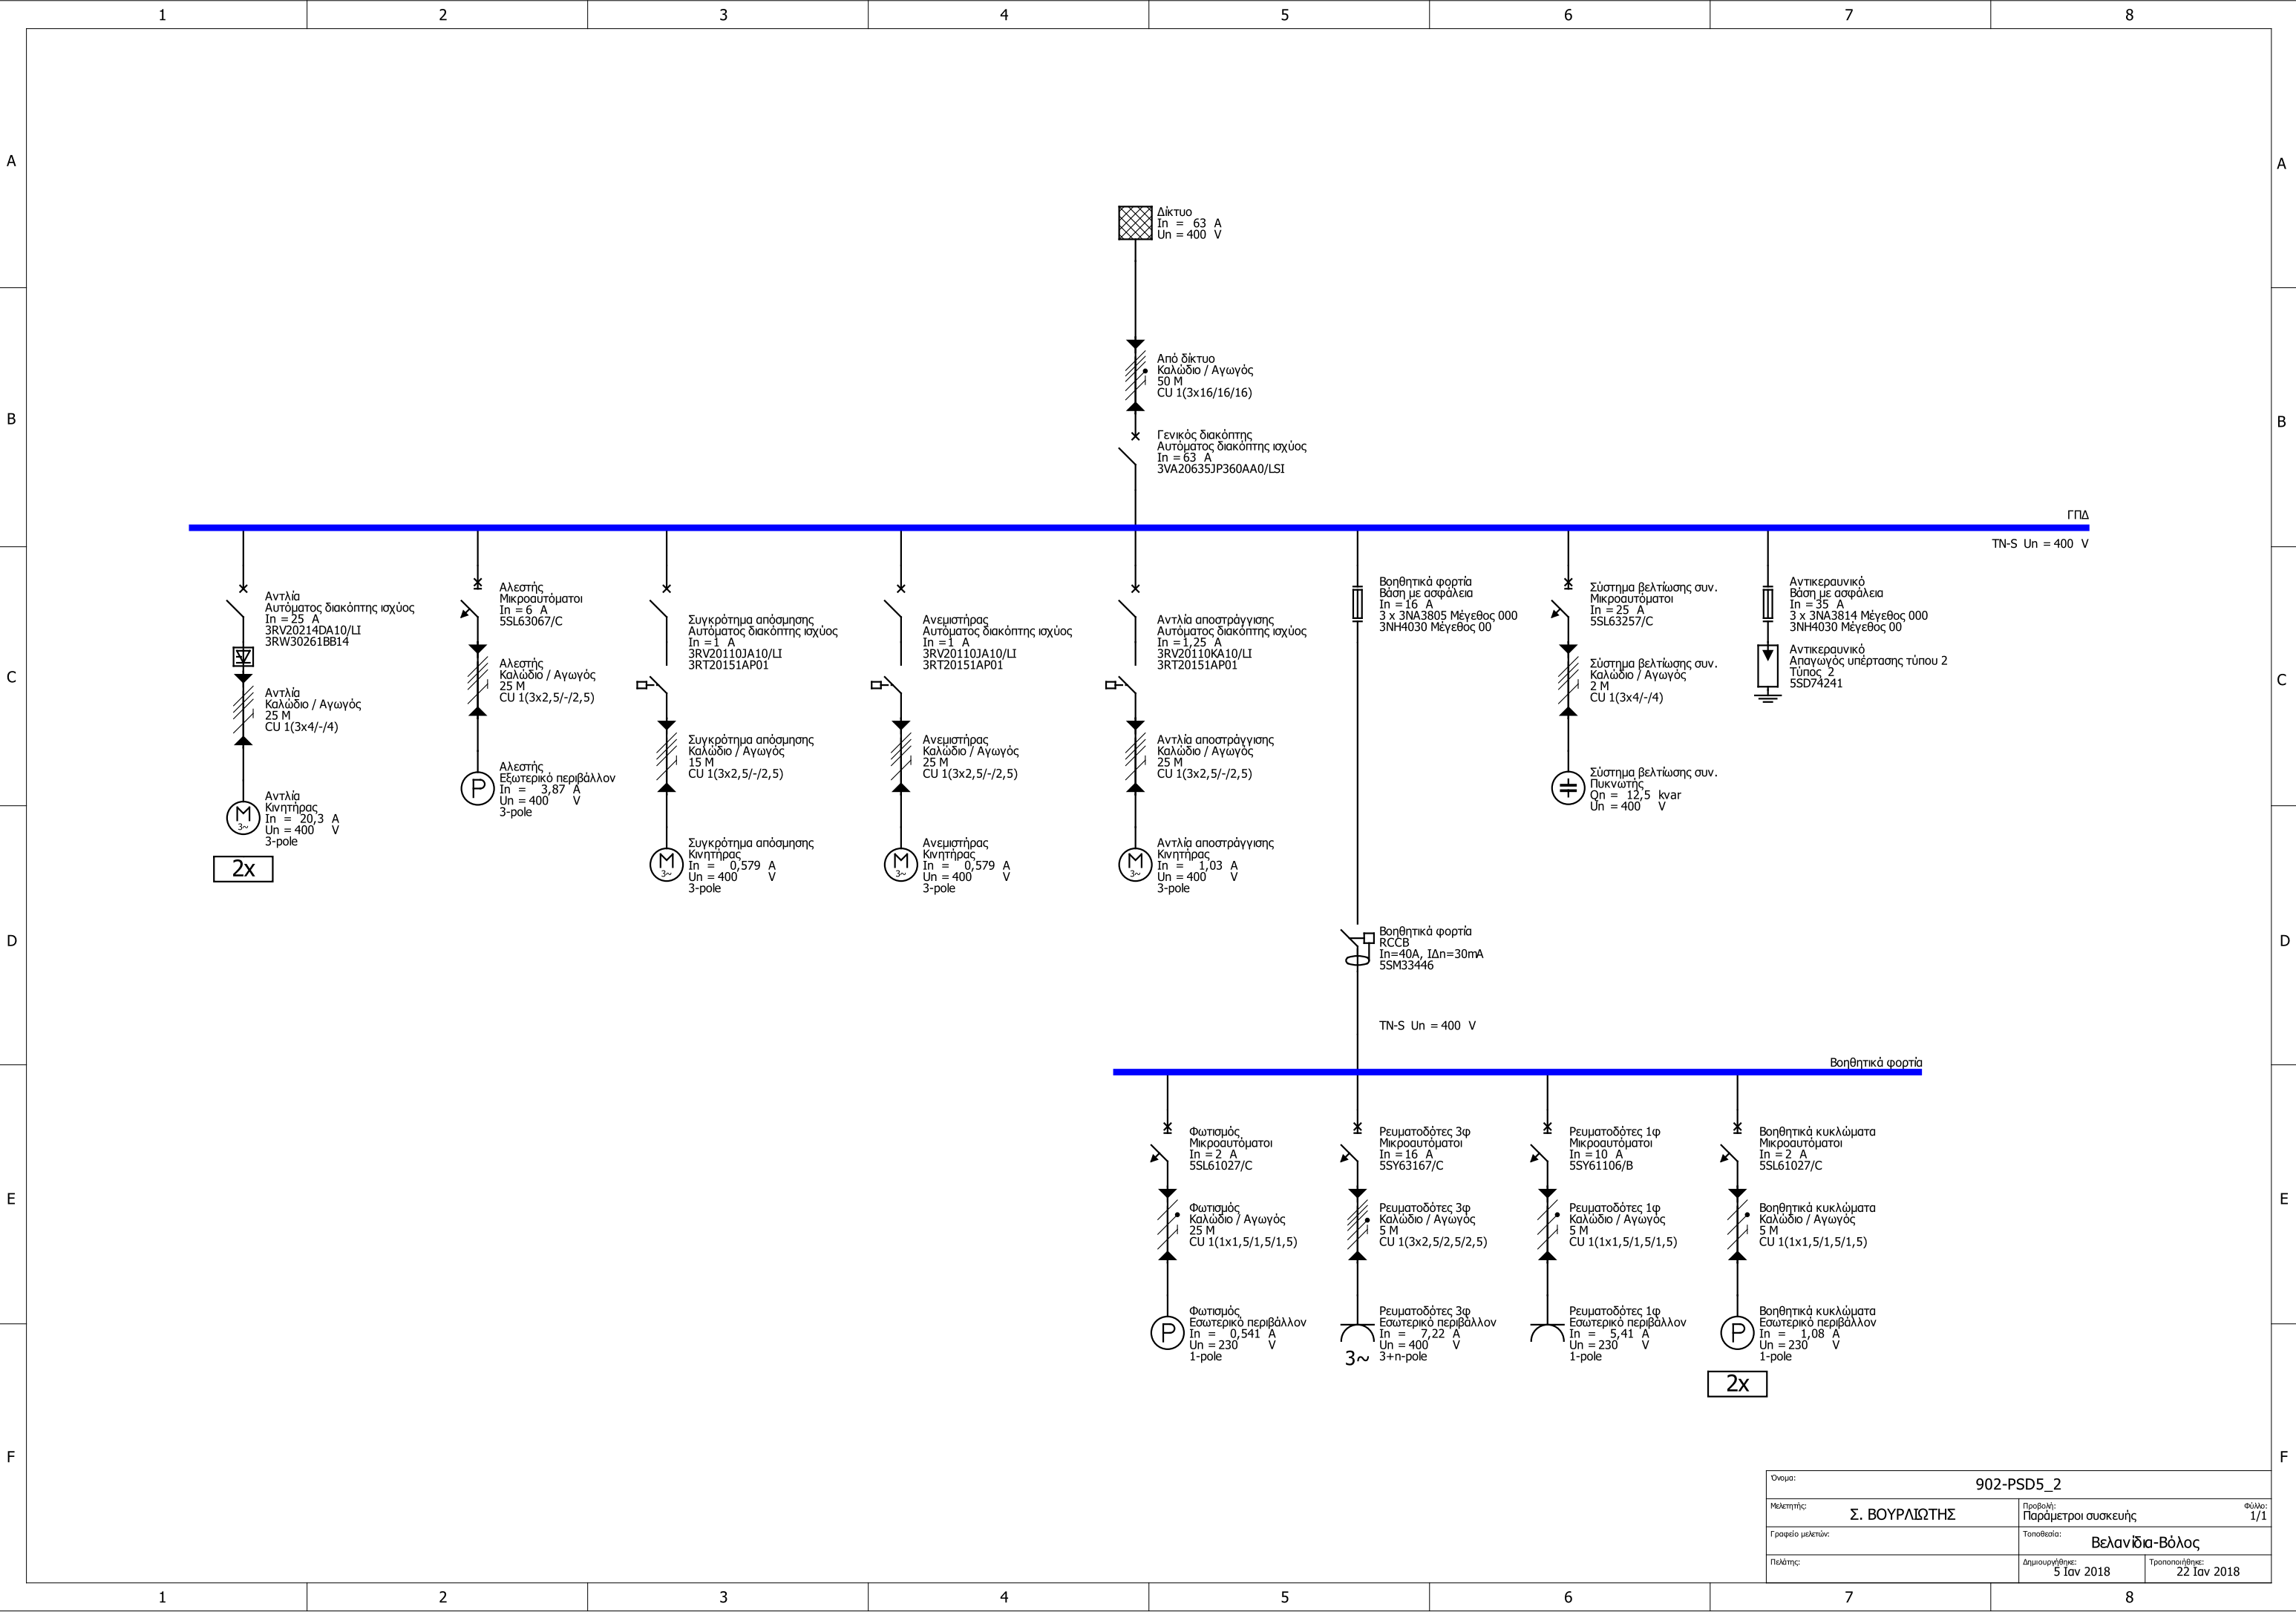 1 2 3 4 5 6 7 8
A A
B B
C C
D D
E E
F F
Δίκτυο
In = 63 A
Un = 400 V
Από δίκτυο
Καλώδιο / Αγωγός
50 M
CU 1(3x16/16/16)
Γενικός διακόπτης
Αυτόματος διακόπτης ισχύος
In = 63 A
3VA20635JP360AA0/LSI
ΓΠΔ
TN-S Un = 400 V
Αντλία
Αυτόματος διακόπτης ισχύος
In = 25 A
3RV20214DA10/LI
3RW30261BB14
Αντλία
Καλώδιο / Αγωγός
25 M
CU 1(3x4/-/4)
Αντλία
Κινητήρας
In = 20,3 A
Un = 400 V
3-pole
M
3~
2x
Αλεστής
Μικροαυτόματοι
In = 6 A
5SL63067/C
Αλεστής
Καλώδιο / Αγωγός
25 M
CU 1(3x2,5/-/2,5)
Αλεστής
Εξωτερικό περιβάλλον
In = 3,87 A
Un = 400 V
3-pole
P
Συγκρότημα απόσμησης
Αυτόματος διακόπτης ισχύος
In = 1 A
3RV20110JA10/LI
3RT20151AP01
Συγκρότημα απόσμησης
Καλώδιο / Αγωγός
15 M
CU 1(3x2,5/-/2,5)
Συγκρότημα απόσμησης
Κινητήρας
In = 0,579 A
Un = 400 V
3-pole
M
3~
Ανεμιστήρας
Αυτόματος διακόπτης ισχύος
In = 1 A
3RV20110JA10/LI
3RT20151AP01
Ανεμιστήρας
Καλώδιο / Αγωγός
25 M
CU 1(3x2,5/-/2,5)
Ανεμιστήρας
Κινητήρας
In = 0,579 A
Un = 400 V
3-pole
M
3~
Αντλία αποστράγγισης
Αυτόματος διακόπτης ισχύος
In = 1,25 A
3RV20110KA10/LI
3RT20151AP01
Αντλία αποστράγγισης
Καλώδιο / Αγωγός
25 M
CU 1(3x2,5/-/2,5)
Αντλία αποστράγγισης
Κινητήρας
In = 1,03 A
Un = 400 V
3-pole
M
3~
Βοηθητικά φορτία
Βάση με ασφάλεια
In = 16 A
3 x 3NA3805 Μέγεθος 000
3NH4030 Μέγεθος 00
Βοηθητικά φορτία
RCCB
In=40A, IΔn=30mA
5SM33446
TN-S Un = 400 V
Σύστημα βελτίωσης συν.
Μικροαυτόματοι
In = 25 A
5SL63257/C
Σύστημα βελτίωσης συν.
Καλώδιο / Αγωγός
2 M
CU 1(3x4/-/4)
Σύστημα βελτίωσης συν.
Πυκνωτής
Qn = 12,5 kvar
Un = 400 V
Αντικεραυνικό
Βάση με ασφάλεια
In = 35 A
3 x 3NA3814 Μέγεθος 000
3NH4030 Μέγεθος 00
Αντικεραυνικό
Απαγωγός υπέρτασης τύπου 2
Τύπος 2
5SD74241
Βοηθητικά φορτία
Φωτισμός
Μικροαυτόματοι
In = 2 A
5SL61027/C
Φωτισμός
Καλώδιο / Αγωγός
25 M
CU 1(1x1,5/1,5/1,5)
Φωτισμός
Εσωτερικό περιβάλλον
In = 0,541 A
Un = 230 V
1-pole
P
Ρευματοδότες 3φ
Μικροαυτόματοι
In = 16 A
5SY63167/C
Ρευματοδότες 3φ
Καλώδιο / Αγωγός
5 M
CU 1(3x2,5/2,5/2,5)
Ρευματοδότες 3φ
Εσωτερικό περιβάλλον
In = 7,22 A
Un = 400 V
3+n-pole
3~
Ρευματοδότες 1φ
Μικροαυτόματοι
In = 10 A
5SY61106/B
Ρευματοδότες 1φ
Καλώδιο / Αγωγός
5 M
CU 1(1x1,5/1,5/1,5)
Ρευματοδότες 1φ
Εσωτερικό περιβάλλον
In = 5,41 A
Un = 230 V
1-pole
Βοηθητικά κυκλώματα
Μικροαυτόματοι
In = 2 A
5SL61027/C
Βοηθητικά κυκλώματα
Καλώδιο / Αγωγός
5 M
CU 1(1x1,5/1,5/1,5)
Βοηθητικά κυκλώματα
Εσωτερικό περιβάλλον
In = 1,08 A
Un = 230 V
1-pole
P
2x
Όνομα: 902-PSD5_2
Μελετητής: Σ. ΒΟΥΡΛΙΩΤΗΣ
Προβολή: Παράμετροι συσκευής
Φύλλο: 1/1
Γραφείο μελετών:
Τοποθεσία: Βελανίδια-Βόλος
Πελάτης:
Δημιουργήθηκε: 5 Ιαν 2018
Τροποποιήθηκε: 22 Ιαν 2018
1 2 3 4 5 6 7 8